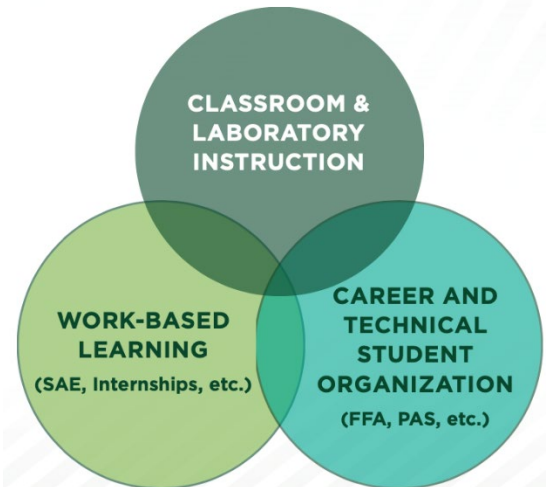 CLASSROOM &
LABORATORY
INSTRUCTION
WORK-BASED
LEARNING
(SAE, Internships, etc.)
CAREER AND
TECHNICAL
STUDENT
ORGANIZATION
(FFA, PAS, etc.)